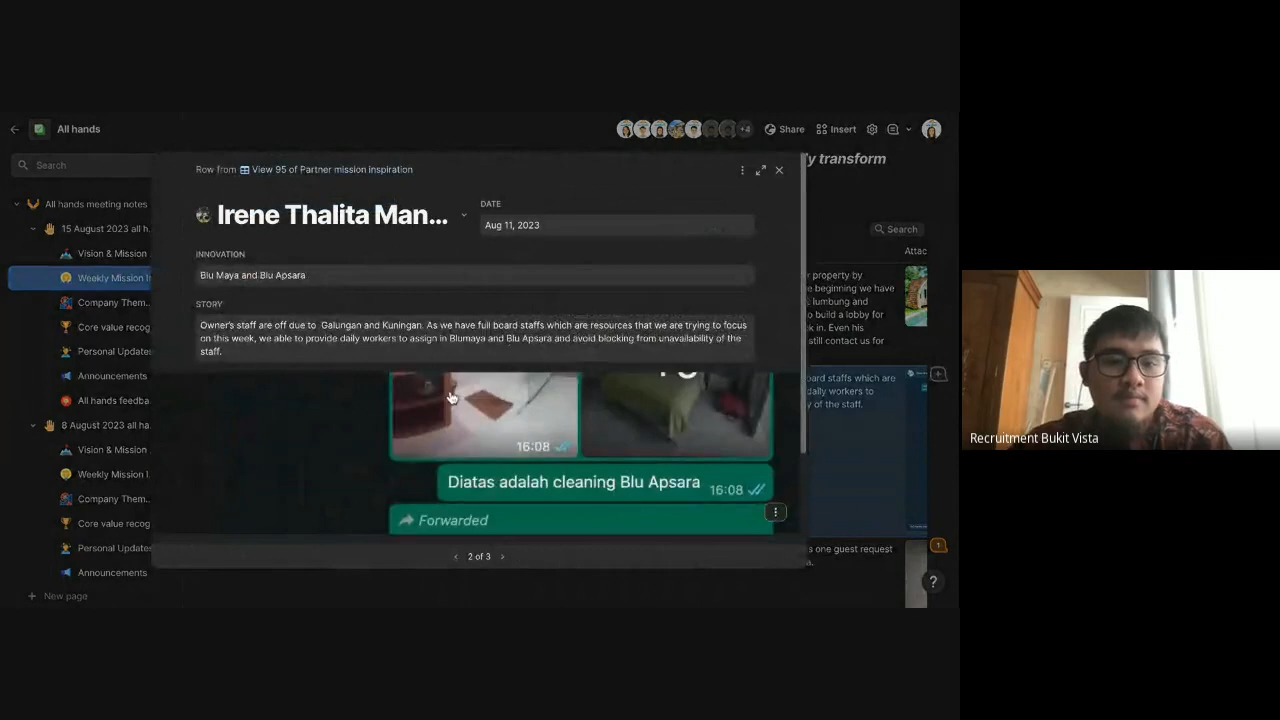 All hands
+4
Share
Insert
y transform
Search
All hands meeting notes
15 August 2023 all h.
Vision & Mission
Weekly Mission I
Company Them..
Core value recog
Personal Updates
Announcements
All hands feedba.
8 August 2023 all ha.
Vision & Mission
Weekly Mission I.
Company Them..
Core value recog
Personal Updates
Announcements
+ New page
Row from View 95 of Partner mission inspiration
Irene Thalita Man...
DATE
Aug 11, 2023
INNOVATION
Blu Maya and Blu Apsara
STORY
Owner's staff are off due to Galungan and Kuningan. As we have full board staffs which are resources that we are trying to focus
on this week, we able to provide daily workers to assign in Blumaya and Blu Apsara and avoid blocking from unavailability of the
staff.
16:08
Diatas adalah cleaning Blu Apsara 16:08
Forwarded
2 of 3
Search
Attac
property by
e beginning we have
lumbung and
o build a lobby for
k in. Even his
still contact us for
oard staffs which are
daily workers to
y of the staff.
s one guest request
a.
1
?
Recruitment Bukit Vista